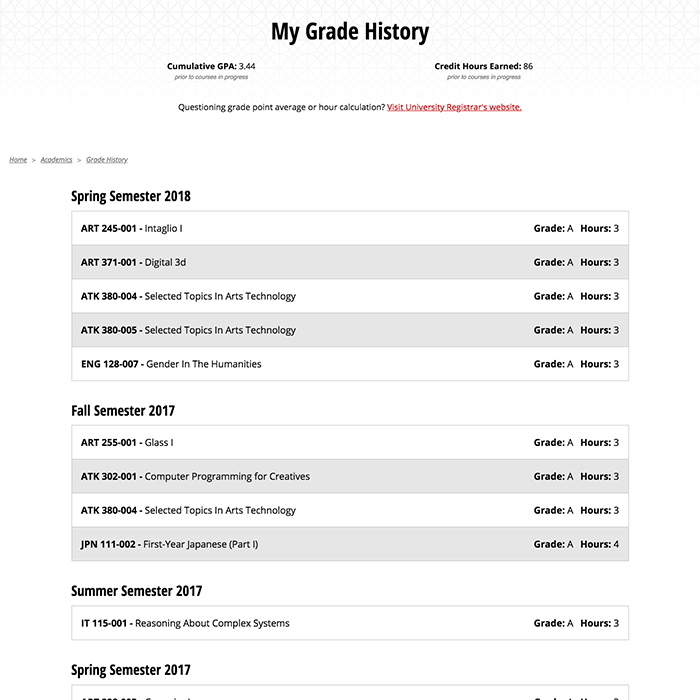 My Grade History
Cumulative GPA: 3.44 Credit Hours Earned: 86
prior to courses in progress prior to courses in progress
Questioning grade point average or hour calculation? Visit University Registrar's website.
Home > Academics > Grade History
Spring Semester 2018
ART 245-001 - Intaglio I Grade: A Hours: 3
ART 371-001 - Digital 3d Grade: A Hours: 3
ATK 380-004 - Selected Topics In Arts Technology Grade: A Hours: 3
ATK 380-005 - Selected Topics In Arts Technology Grade: A Hours: 3
ENG 128-007 - Gender In The Humanities Grade: A Hours: 3
Fall Semester 2017
ART 255-001 - Glass I Grade: A Hours: 3
ATK 302-001 - Computer Programming for Creatives Grade: A Hours: 3
ATK 380-004 - Selected Topics In Arts Technology Grade: A Hours: 3
JPN 111-002 - First-Year Japanese (Part I) Grade: A Hours: 4
Summer Semester 2017
IT 115-001 - Reasoning About Complex Systems Grade: A Hours: 3
Spring Semester 2017